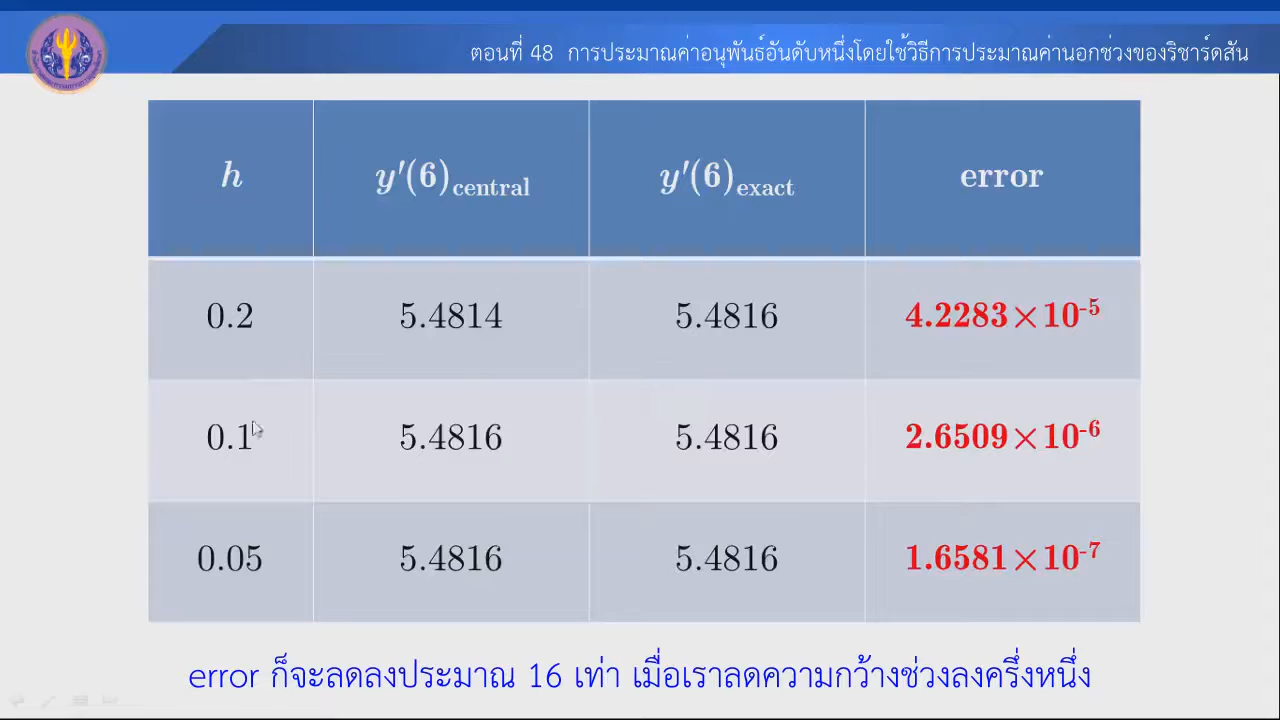 ตอนที่ 48 การประมาณค่าอนุพันธ์อันดับหนึ่งโดยใช้วิธีการประมาณค่านอกช่วงของริชาร์ดสัน
h y′(6)central y′(6)exact error
0.2 5.4814 5.4816 4.2283×10-5
0.1 5.4816 5.4816 2.6509×10-6
0.05 5.4816 5.4816 1.6581×10-7
error ก็จะลดลงประมาณ 16 เท่า เมื่อเราลดความกว้างช่วงลงครึ่งหนึ่ง